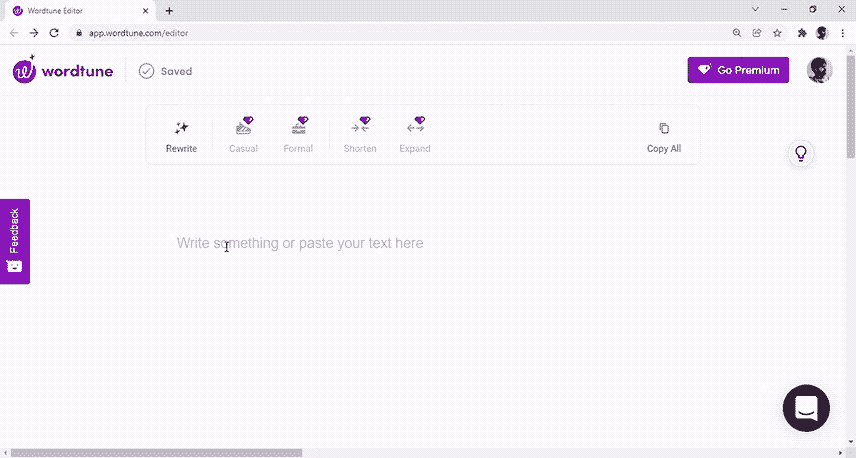 Wordtune Editor
app.wordtune.com/editor
wordtune
Saved
Go Premium
Rewrite
Casual
Formal
Shorten
Expand
Copy All
Feedback
Write something or paste your text here